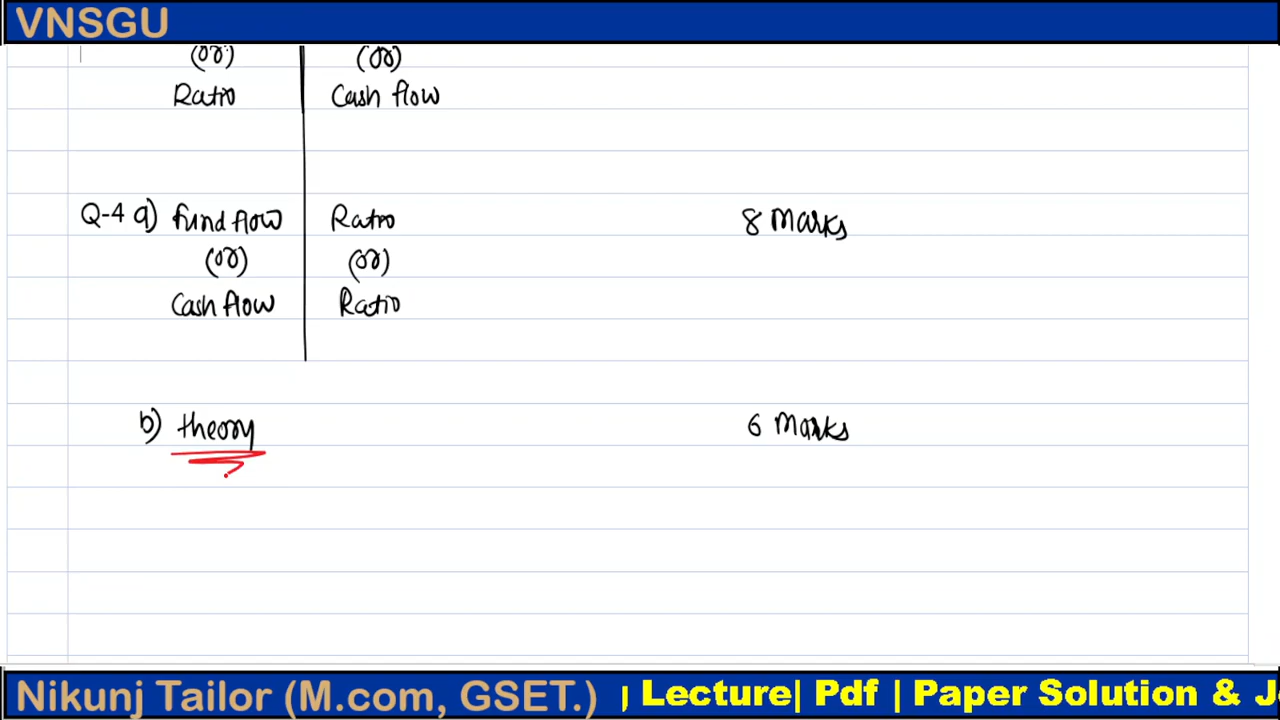 VNSGU
(or) (or)
Ratio Cash flow
Q-4 a) fund flow Ratio 8 Marks
(or) (or)
Cash flow Ratio
b) theory 6 Marks
Nikunj Tailor (M.com, GSET.) Lecture| Pdf | Paper Solution & J